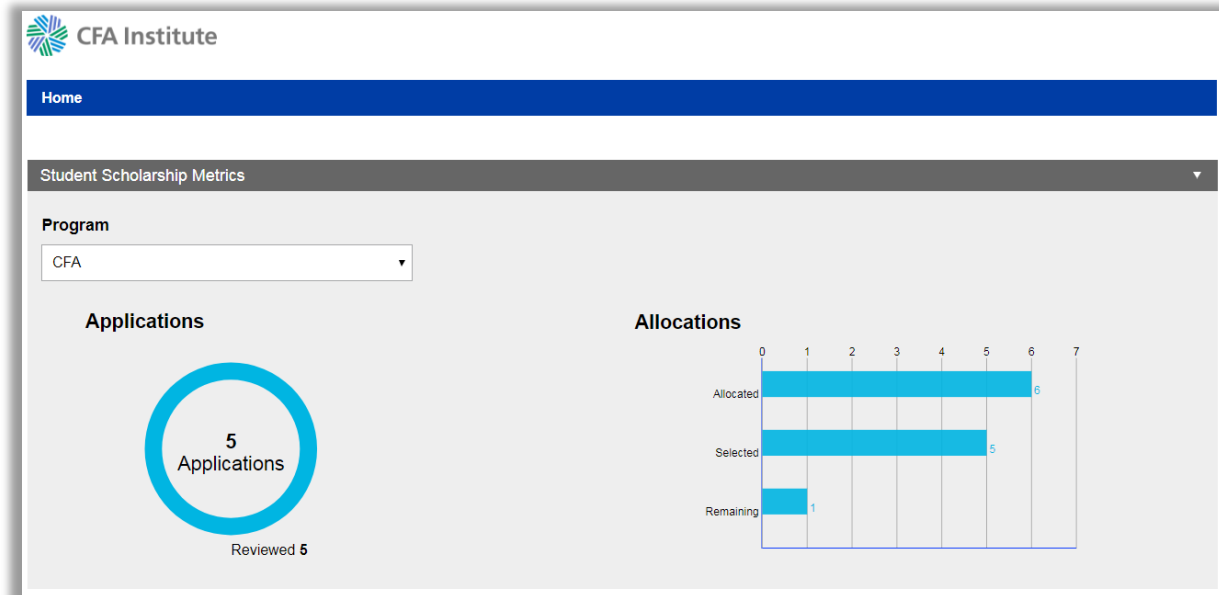 CFA Institute
Home
Student Scholarship Metrics
Program
CFA
Applications
5
Applications
Reviewed 5
Allocations
0 1 2 3 4 5 6 7
Allocated 6
Selected 5
Remaining 1